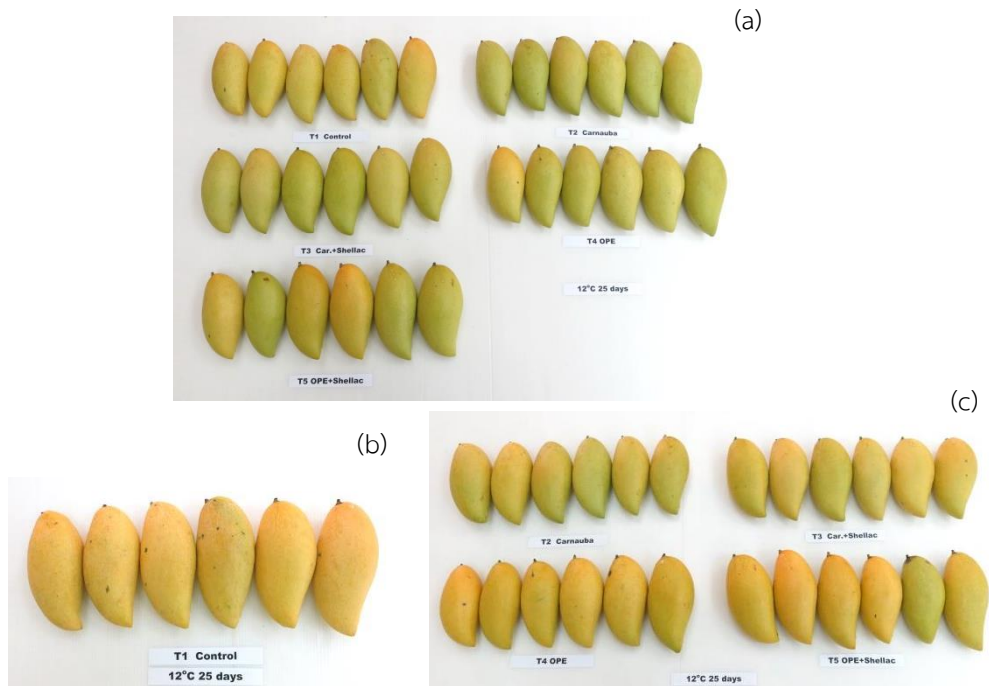 (a)
T1 Control
T2 Carnauba
T3 Car.+Shellac
T4 OPE
12°C 25 days
T5 OPE+Shellac
(b)
T1 Control
12°C 25 days
(c)
T2 Carnauba
T3 Car.+Shellac
T4 OPE
T5 OPE+Shellac
12°C 25 days